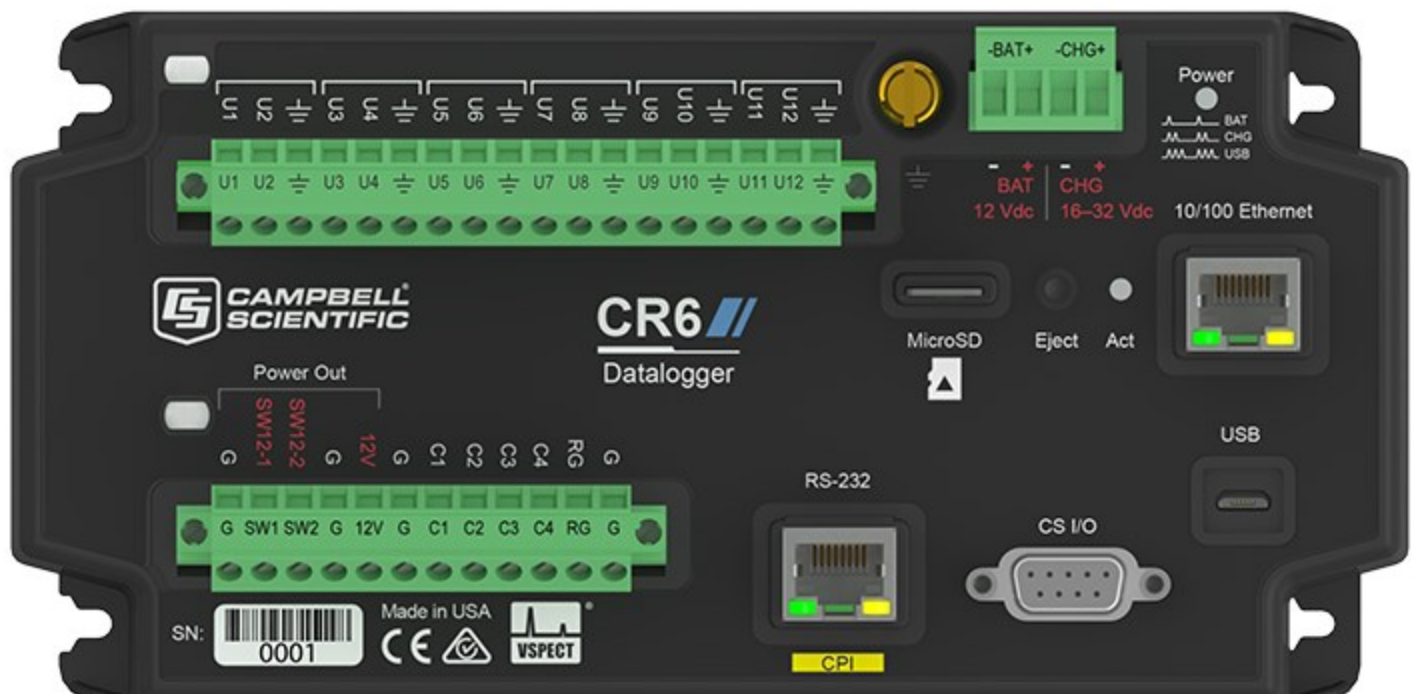 -BAT+ -CHG+
Power
BAT
CHG
USB
U1 U2 U3 U4 U5 U6 U7 U8 U9 U10 U11 U12
U1 U2 U3 U4 U5 U6 U7 U8 U9 U10 U11 U12
- + - +
BAT CHG
12 Vdc 16–32 Vdc
10/100 Ethernet
CS CAMPBELL
SCIENTIFIC
CR6
Datalogger
MicroSD Eject Act
Power Out
G SW12-1 SW12-2 G 12V G C1 C2 C3 C4 RG G
G SW1 SW2 G 12V G C1 C2 C3 C4 RG G
RS-232
CPI
CS I/O
USB
SN:
0001
Made in USA
CE
VSPECT®